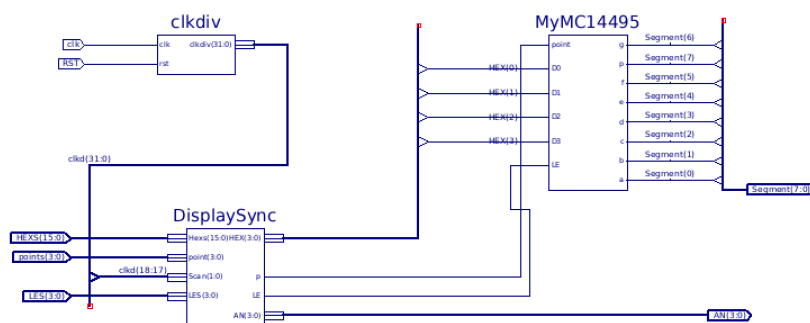 clkdiv
MyMC14495
clk
clk
clkdiv(31:0)
RST
rst
point
g
Segment(6)
HEX(0)
D0
p
Segment(7)
f
Segment(5)
HEX(1)
D1
e
Segment(4)
HEX(2)
D2
d
Segment(3)
HEX(3)
D3
c
Segment(2)
clkd(31:0)
LE
b
Segment(1)
a
Segment(0)
Segment(7:0)
DisplaySync
HEXS(15:0)
Hexs(15:0)
HEX(3:0)
points(3:0)
point(3:0)
clkd(18:17)
Scan(1:0)
p
LES(3:0)
LES(3:0)
LE
AN(3:0)
AN(3:0)